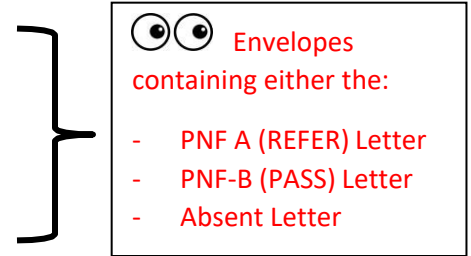 Envelopes
containing either the:
- PNF A (REFER) Letter
- PNF-B (PASS) Letter
- Absent Letter